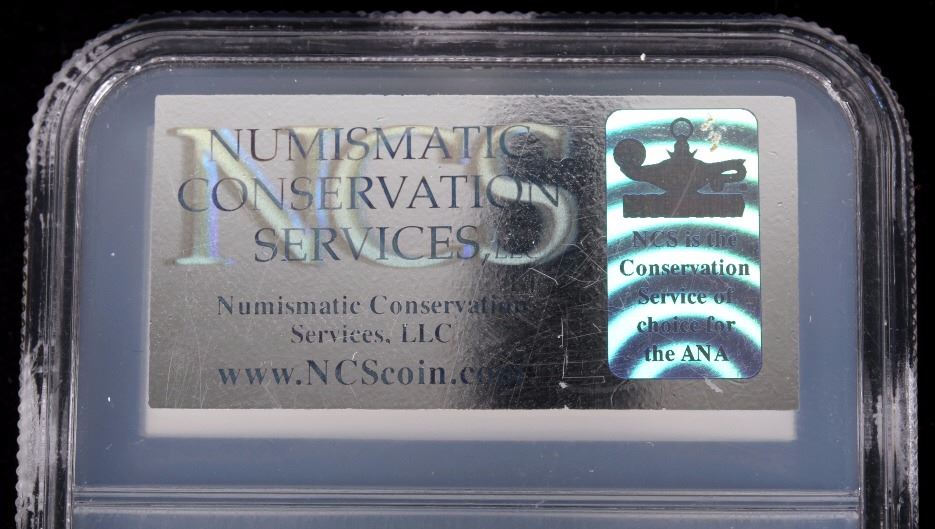 NCS
NUMISMATIC
CONSERVATION
SERVICES, LLC
Numismatic Conservation
Services, LLC
www.NCScoin.com
NCS is the
Conservation
Service of
choice for
the ANA